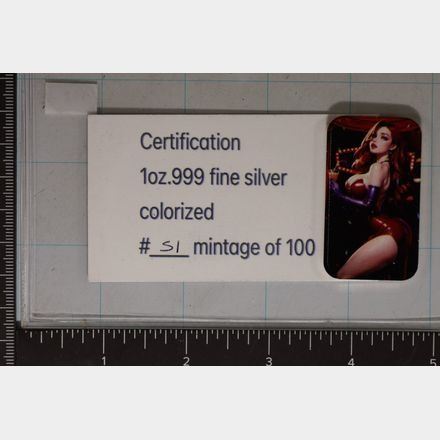 Certification
1oz.999 fine silver
colorized
# 51 mintage of 100
1 2 3 4 5